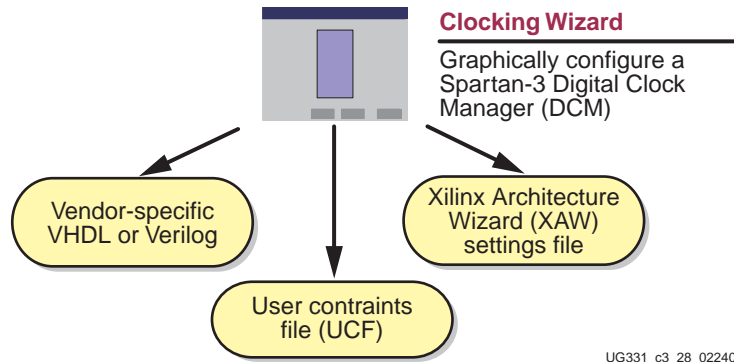 Clocking Wizard
Graphically configure a
Spartan-3 Digital Clock
Manager (DCM)
Vendor-specific
VHDL or Verilog
Xilinx Architecture
Wizard (XAW)
settings file
User contraints
file (UCF)
UG331_c3_28_02240